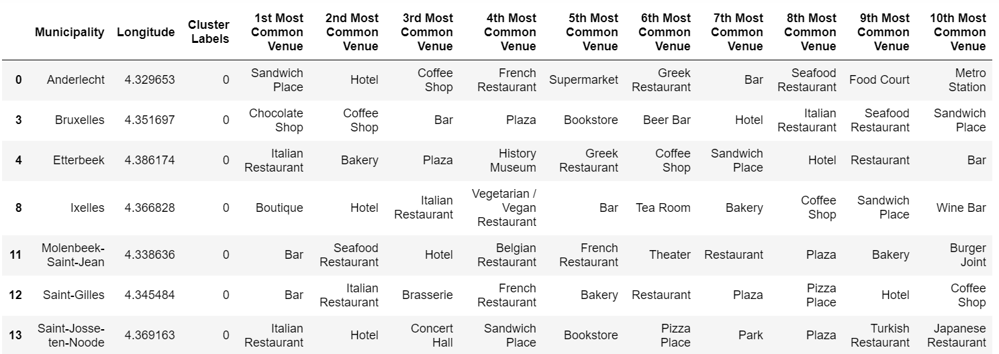 Municipality Longitude Cluster Labels 1st Most Common Venue 2nd Most Common Venue 3rd Most Common Venue 4th Most Common Venue 5th Most Common Venue 6th Most Common Venue 7th Most Common Venue 8th Most Common Venue 9th Most Common Venue 10th Most Common Venue
0 Anderlecht 4.329653 0 Sandwich Place Hotel Coffee Shop French Restaurant Supermarket Greek Restaurant Bar Seafood Restaurant Food Court Metro Station
3 Bruxelles 4.351697 0 Chocolate Shop Coffee Shop Bar Plaza Bookstore Beer Bar Hotel Italian Restaurant Seafood Restaurant Sandwich Place
4 Etterbeek 4.386174 0 Italian Restaurant Bakery Plaza History Museum Greek Restaurant Coffee Shop Sandwich Place Hotel Restaurant Bar
8 Ixelles 4.366828 0 Boutique Hotel Italian Restaurant Vegetarian / Vegan Restaurant Bar Tea Room Bakery Coffee Shop Sandwich Place Wine Bar
11 Molenbeek-Saint-Jean 4.338636 0 Bar Seafood Restaurant Hotel Belgian Restaurant French Restaurant Theater Restaurant Plaza Bakery Burger Joint
12 Saint-Gilles 4.345484 0 Bar Italian Restaurant Brasserie French Restaurant Bakery Restaurant Plaza Pizza Place Hotel Coffee Shop
13 Saint-Josse-ten-Noode 4.369163 0 Italian Restaurant Hotel Concert Hall Sandwich Place Bookstore Pizza Place Park Plaza Turkish Restaurant Japanese Restaurant